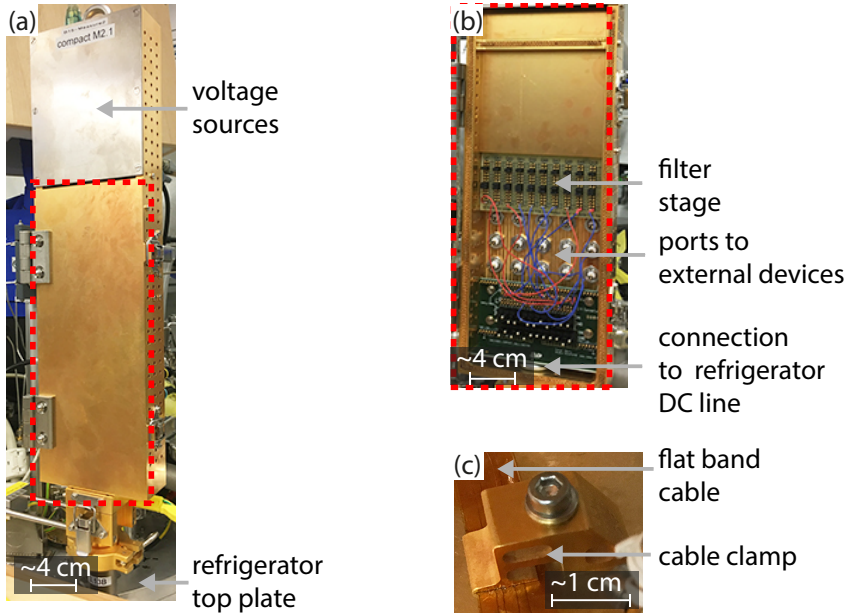 (a)
compact M2.1
voltage
sources
~4 cm
refrigerator
top plate
(b)
filter
stage
ports to
external devices
connection
to refrigerator
DC line
~4 cm
(c)
flat band
cable
cable clamp
~1 cm